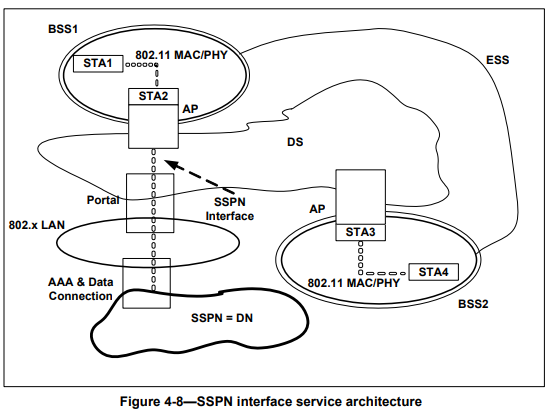 BSS1
802.11 MAC/PHY
STA1
ESS
STA2
AP
DS
Portal
SSPN
Interface
AP
802.x LAN
STA3
STA4
802.11 MAC/PHY
AAA & Data
Connection
BSS2
SSPN = DN
Figure 4-8—SSPN interface service architecture